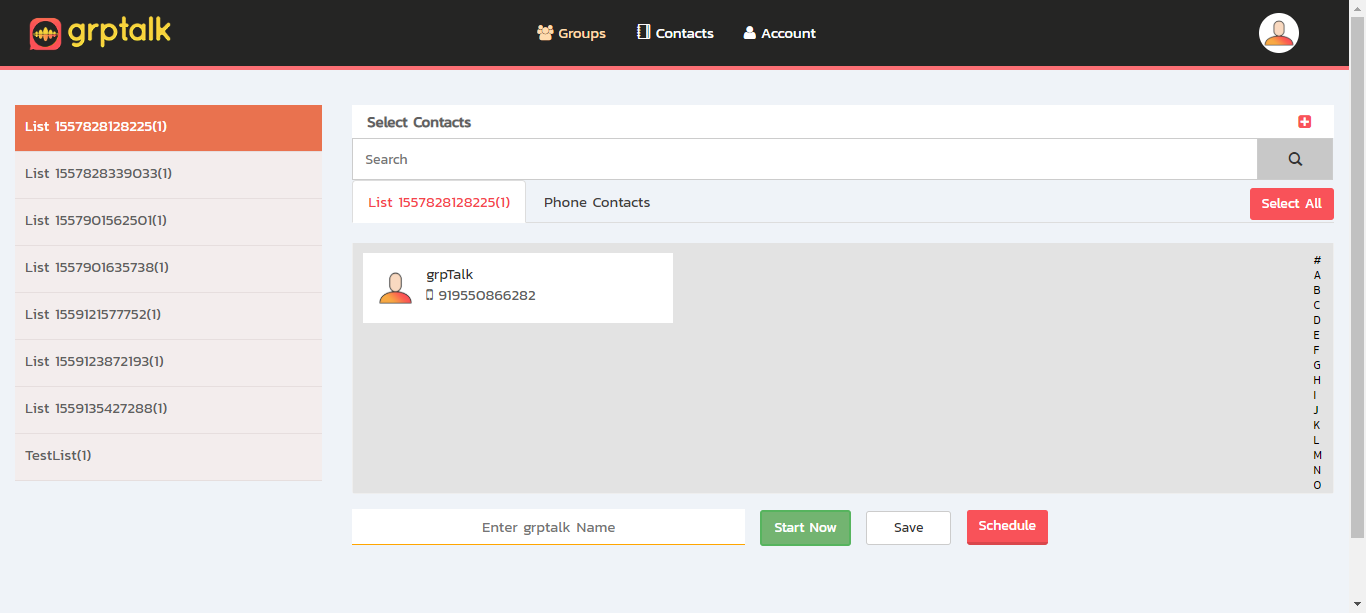 grptalk
Groups
Contacts
Account
List 1557828128225(1)
List 1557828339033(1)
List 1557901562501(1)
List 1557901635738(1)
List 1559121577752(1)
List 1559123872193(1)
List 1559135427288(1)
TestList(1)
Select Contacts
Search
List 1557828128225(1)
Phone Contacts
Select All
grpTalk
919550866282
#
A
B
C
D
E
F
G
H
I
J
K
L
M
N
O
Enter grptalk Name
Start Now
Save
Schedule